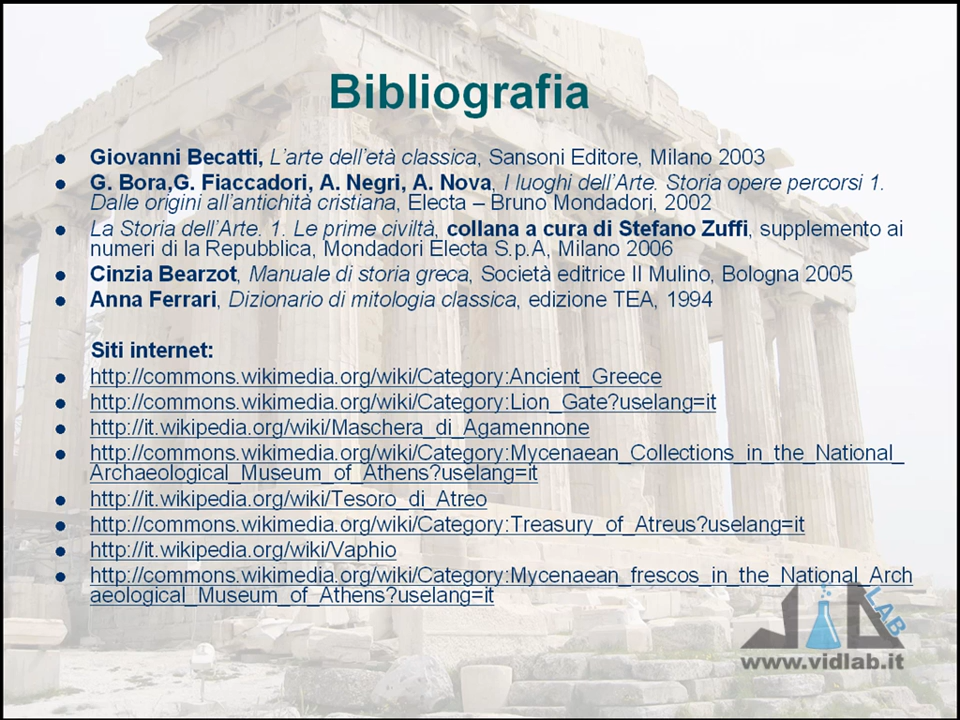 Bibliografia
Giovanni Becatti, L'arte dell'età classica, Sansoni Editore, Milano 2003
G. Bora,G. Fiaccadori, A. Negri, A. Nova, I luoghi dell'Arte. Storia opere percorsi 1.
Dalle origini all'antichità cristiana, Electa – Bruno Mondadori, 2002
La Storia dell'Arte. 1. Le prime civiltà, collana a cura di Stefano Zuffi, supplemento ai
numeri di la Repubblica, Mondadori Electa S.p.A, Milano 2006
Cinzia Bearzot, Manuale di storia greca, Società editrice Il Mulino, Bologna 2005
Anna Ferrari, Dizionario di mitologia classica, edizione TEA, 1994
Siti internet:
http://commons.wikimedia.org/wiki/Category:Ancient_Greece
http://commons.wikimedia.org/wiki/Category:Lion_Gate?uselang=it
http://it.wikipedia.org/wiki/Maschera_di_Agamennone
http://commons.wikimedia.org/wiki/Category:Mycenaean_Collections_in_the_National_
Archaeological_Museum_of_Athens?uselang=it
http://it.wikipedia.org/wiki/Tesoro_di_Atreo
http://commons.wikimedia.org/wiki/Category:Treasury_of_Atreus?uselang=it
http://it.wikipedia.org/wiki/Vaphio
http://commons.wikimedia.org/wiki/Category:Mycenaean_frescos_in_the_National_Arch
aeological_Museum_of_Athens?uselang=it
LAB
www.vidlab.it